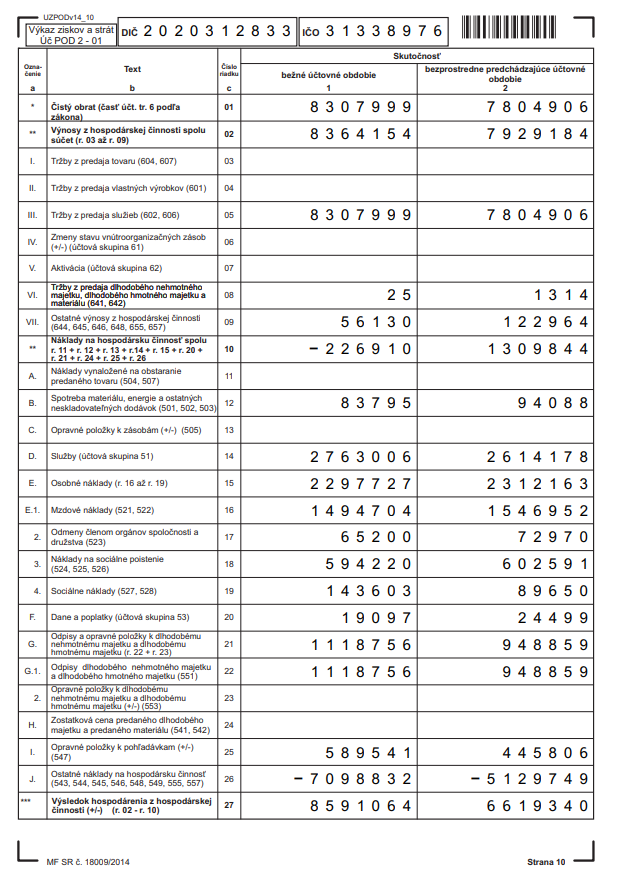 UZPODv14_10
Výkaz ziskov a strát
Úč POD 2 - 01
DIČ 2020312833 IČO 31338976
Ozna-
čenie
Text
Číslo
riadku
Skutočnosť
bežné účtovné obdobie
bezprostredne predchádzajúce účtovné
obdobie
a b c 1 2
* Čistý obrat (časť účt. tr. 6 podľa
zákona) 01 8307999 7804906
** Výnosy z hospodárskej činnosti spolu
súčet (r. 03 až r. 09) 02 8364154 7929184
I. Tržby z predaja tovaru (604, 607) 03
II. Tržby z predaja vlastných výrobkov (601) 04
III. Tržby z predaja služieb (602, 606) 05 8307999 7804906
IV. Zmeny stavu vnútroorganizačných zásob
(+/-) (účtová skupina 61) 06
V. Aktivácia (účtová skupina 62) 07
VI. Tržby z predaja dlhodobého nehmotného
majetku, dlhodobého hmotného majetku a
materiálu (641, 642) 08 25 1314
VII. Ostatné výnosy z hospodárskej činnosti
(644, 645, 646, 648, 655, 657) 09 56130 122964
** Náklady na hospodársku činnosť spolu
r. 11 + r. 12 + r. 13 + r.14 + r. 15 + r. 20 +
r. 21 + r. 24 + r. 25 + r. 26 10 -226910 1309844
A. Náklady vynaložené na obstaranie
predaného tovaru (504, 507) 11
B. Spotreba materiálu, energie a ostatných
neskladovateľných dodávok (501, 502, 503) 12 83795 94088
C. Opravné položky k zásobám (+/-) (505) 13
D. Služby (účtová skupina 51) 14 2763006 2614178
E. Osobné náklady (r. 16 až r. 19) 15 2297727 2312163
E.1. Mzdové náklady (521, 522) 16 1494704 1546952
2. Odmeny členom orgánov spoločnosti a
družstva (523) 17 65200 72970
3. Náklady na sociálne poistenie
(524, 525, 526) 18 594220 602591
4. Sociálne náklady (527, 528) 19 143603 89650
F. Dane a poplatky (účtová skupina 53) 20 19097 24499
G. Odpisy a opravné položky k dlhodobému
nehmotnému majetku a dlhodobému
hmotnému majetku (r. 22 + r. 23) 21 1118756 948859
G.1. Odpisy dlhodobého nehmotného majetku
a dlhodobého hmotného majetku (551) 22 1118756 948859
2. Opravné položky k dlhodobému
nehmotnému majetku a dlhodobému
hmotnému majetku (+/-) (553) 23
H. Zostatková cena predaného dlhodobého
majetku a predaného materiálu (541, 542) 24
I. Opravné položky k pohľadávkam (+/-)
(547) 25 589541 445806
J. Ostatné náklady na hospodársku činnosť
(543, 544, 545, 546, 548, 549, 555, 557) 26 -7098832 -5129749
*** Výsledok hospodárenia z hospodárskej
činnosti (+/-) (r. 02 - r. 10) 27 8591064 6619340
MF SR č. 18009/2014 Strana 10